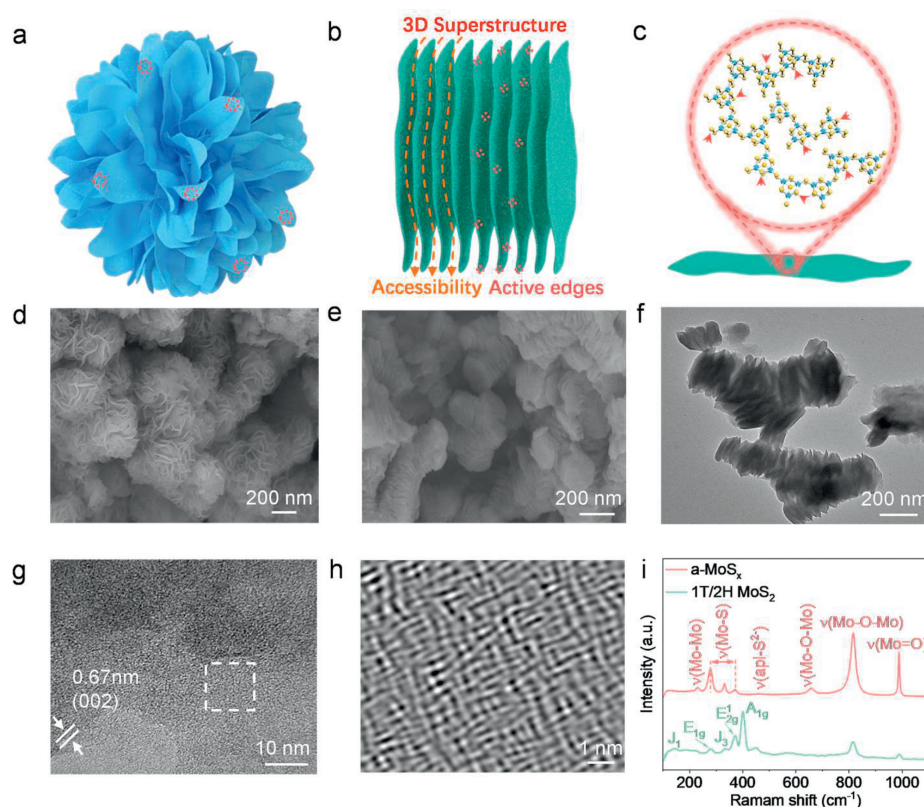 a
b
c
3D Superstructure
Accessibility Active edges
d
e
f
200 nm
200 nm
200 nm
g
h
i
0.67nm
(002)
10 nm
1 nm
a-MoSₓ
1T/2H MoS₂
Intensity (a.u.)
ν(Mo-Mo)
ν(Mo-S)
ν(apl-S²⁻)
ν(Mo-O-Mo)
ν(Mo-O-Mo)
ν(Mo=O
J₁
E₁g
J₃
E¹₂g
A₁g
200 400 600 800 1000
Ramam shift (cm⁻¹)